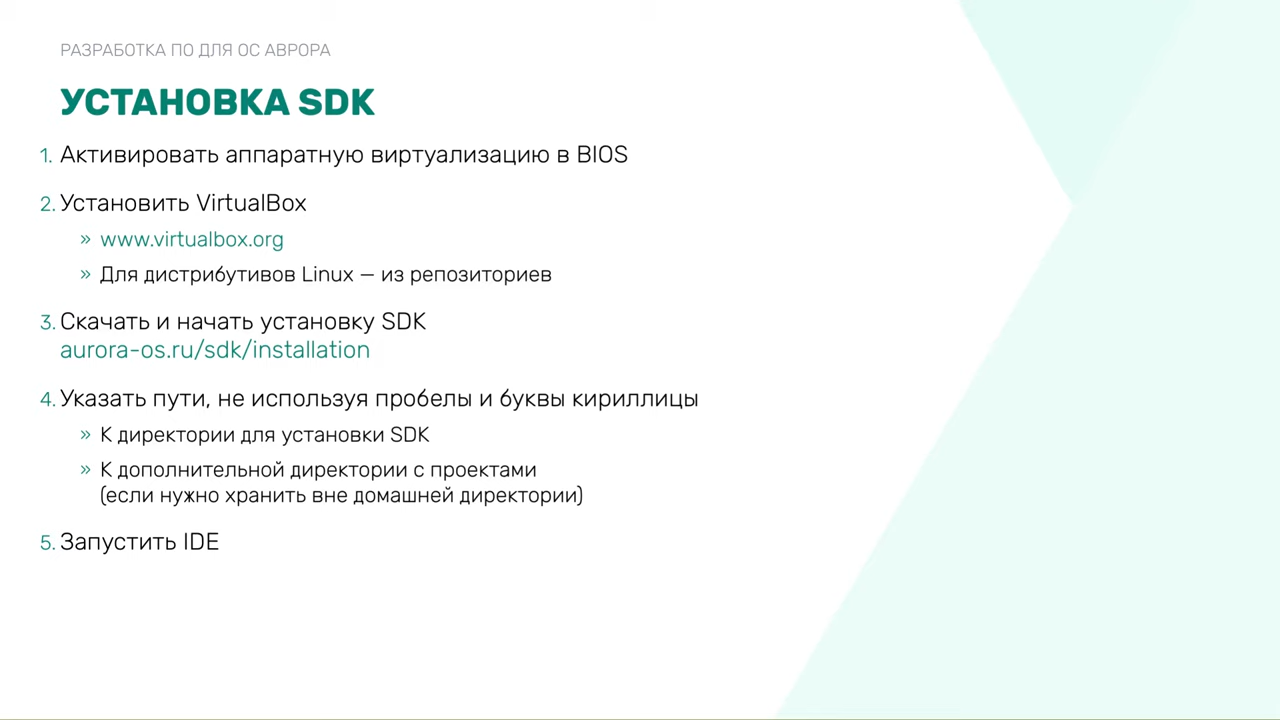 РАЗРАБОТКА ПО ДЛЯ ОС АВРОРА
УСТАНОВКА SDK
1. Активировать аппаратную виртуализацию в BIOS
2. Установить VirtualBox
» www.virtualbox.org
» Для дистрибутивов Linux — из репозиториев
3. Скачать и начать установку SDK
aurora-os.ru/sdk/installation
4. Указать пути, не используя пробелы и буквы кириллицы
» К директории для установки SDK
» К дополнительной директории с проектами
(если нужно хранить вне домашней директории)
5. Запустить IDE